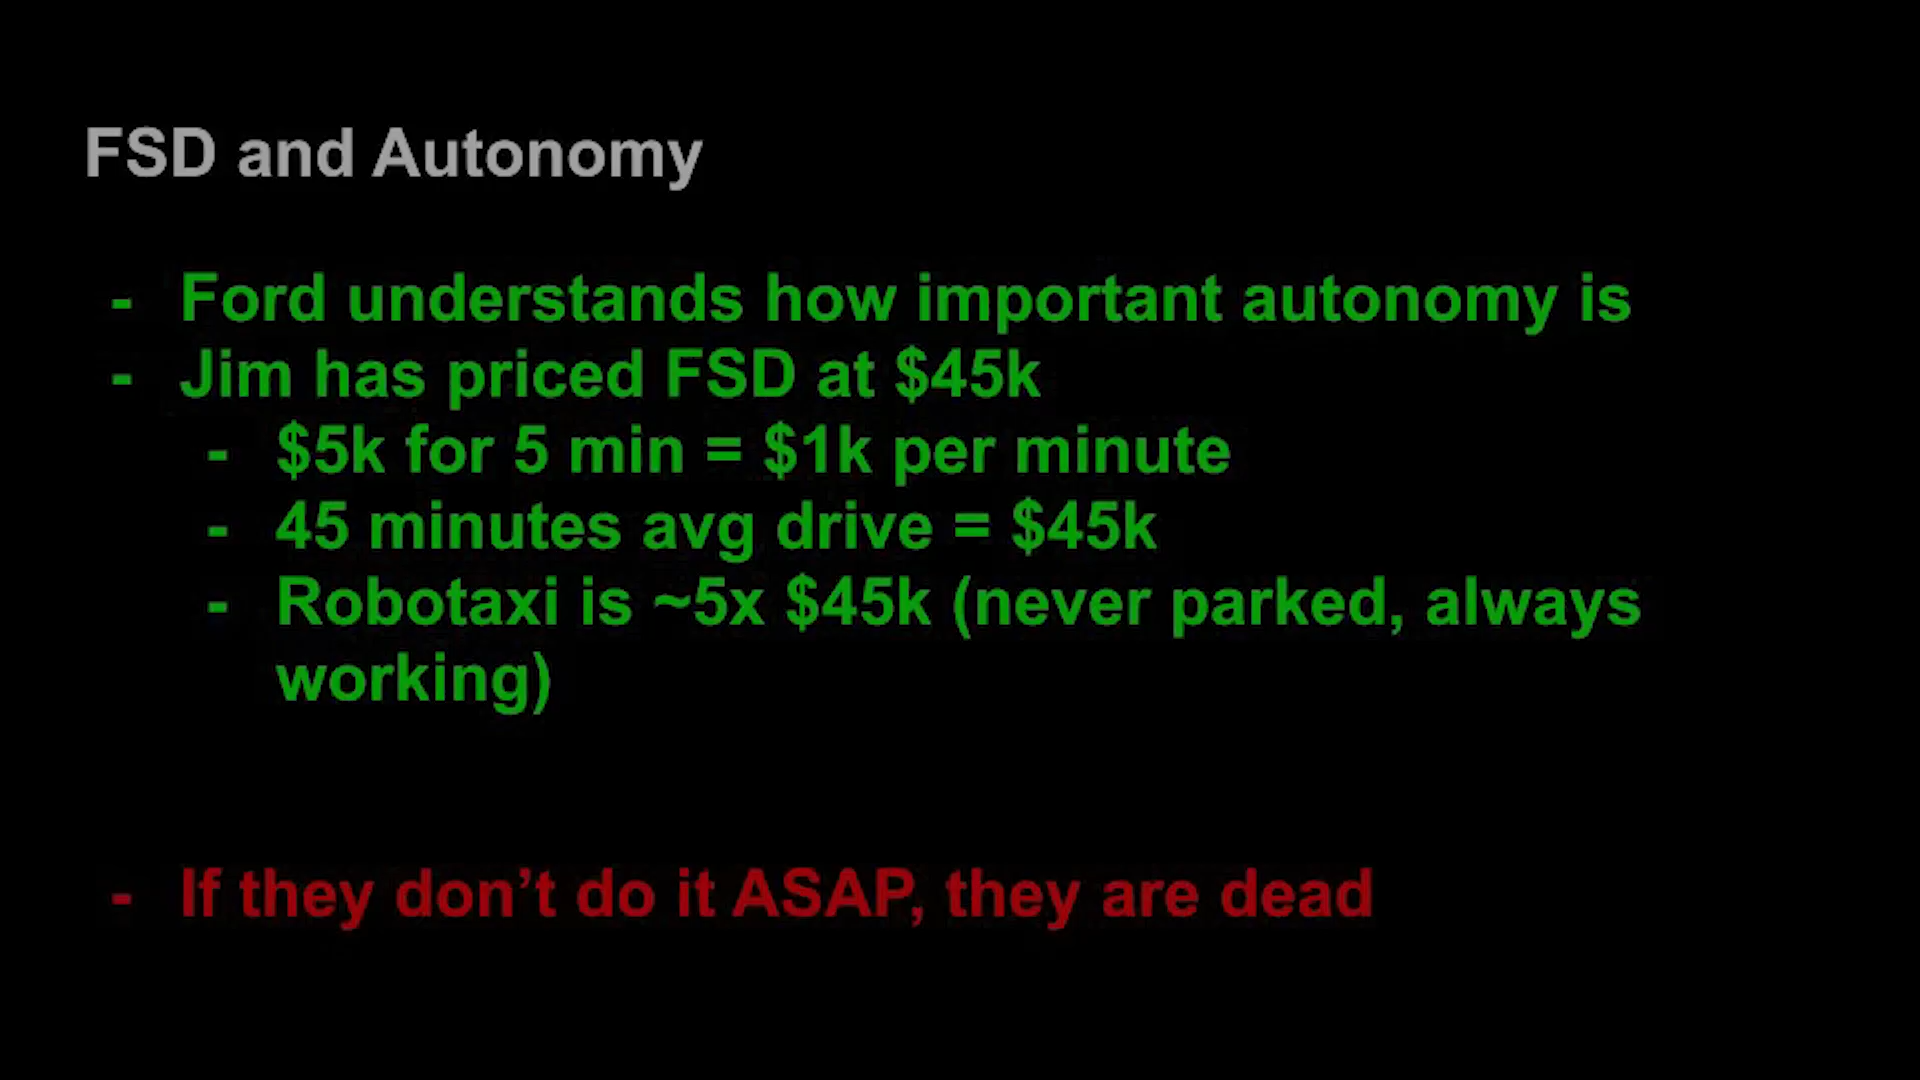 FSD and Autonomy
- Ford understands how important autonomy is
- Jim has priced FSD at $45k
- $5k for 5 min = $1k per minute
- 45 minutes avg drive = $45k
- Robotaxi is ~5x $45k (never parked, always
working)
- If they don’t do it ASAP, they are dead